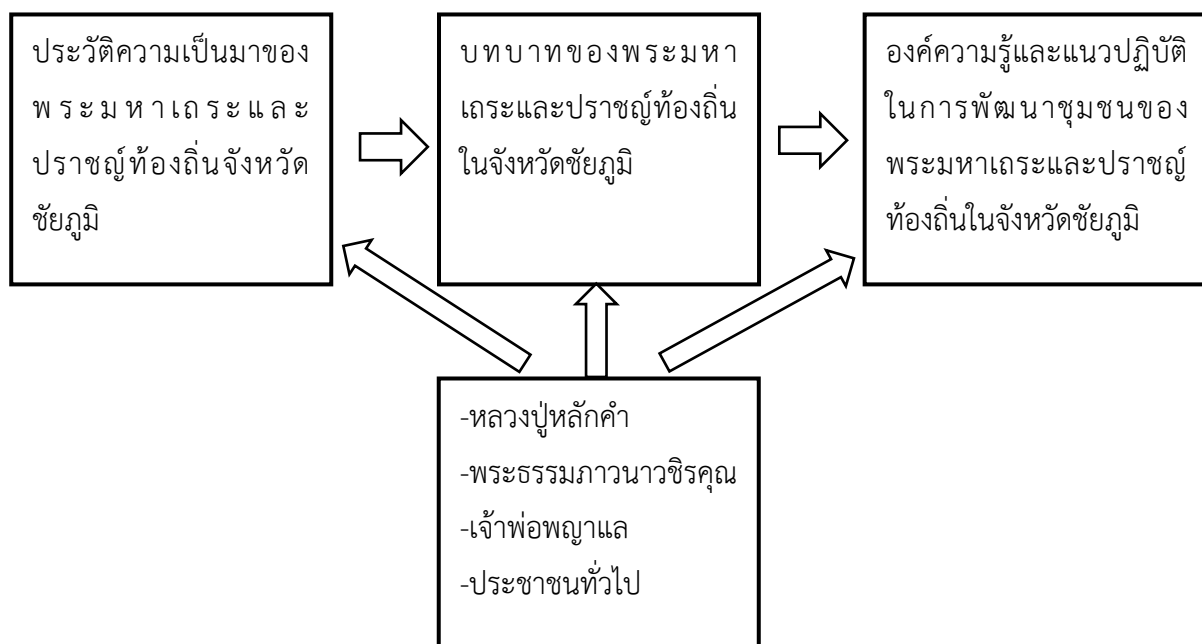 ประวัติความเป็นมาของ
พระมหาเถระและ
ปราชญ์ท้องถิ่นจังหวัด
ชัยภูมิ
บทบาทของพระมหา
เถระและปราชญ์ท้องถิ่น
ในจังหวัดชัยภูมิ
องค์ความรู้และแนวปฏิบัติ
ในการพัฒนาชุมชนของ
พระมหาเถระและปราชญ์
ท้องถิ่นในจังหวัดชัยภูมิ
-หลวงปู่หลักคำ
-พระธรรมภาวนาวชิรคุณ
-เจ้าพ่อพญาแล
-ประชาชนทั่วไป